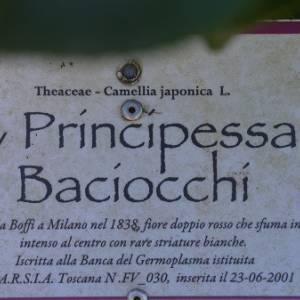 Theaceae - Camellia japonica L.
Principessa
Baciocchi
a Boffi a Milano nel 1838, fiore doppio rosso che sfuma in
intenso al centro con rare striature bianche.
Iscritta alla Banca del Germoplasma istituita
A.R.S.I.A. Toscana N .FV_030, inserita il 23-06-2001